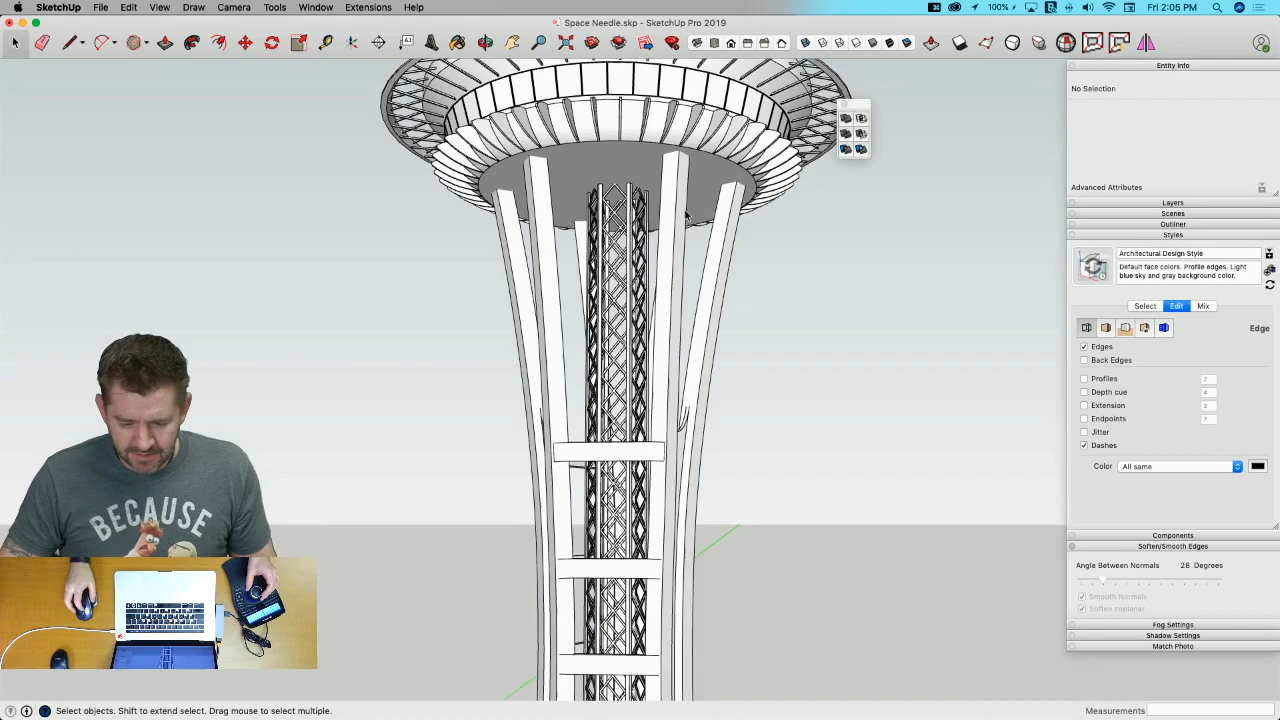 SketchUp File Edit View Draw Camera Tools Window Extensions Help 100% Fri 2:05 PM
Space Needle.skp - SketchUp Pro 2019
Entity Info
No Selection
Advanced Attributes
Layers
Scenes
Outliner
Styles
Architectural Design Style
Default face colors. Profile edges. Light
blue sky and gray background color.
Select Edit Mix
Edge
Edges
Back Edges
Profiles 2
Depth cue 4
Extension 2
Endpoints 7
Jitter
Dashes
Color All same
Components
Soften/Smooth Edges
Angle Between Normals 28 Degrees
Smooth Normals
Soften coplanar
Fog Settings
Shadow Settings
Match Photo
BECAUSE
Select objects. Shift to extend select. Drag mouse to select multiple. Measurements